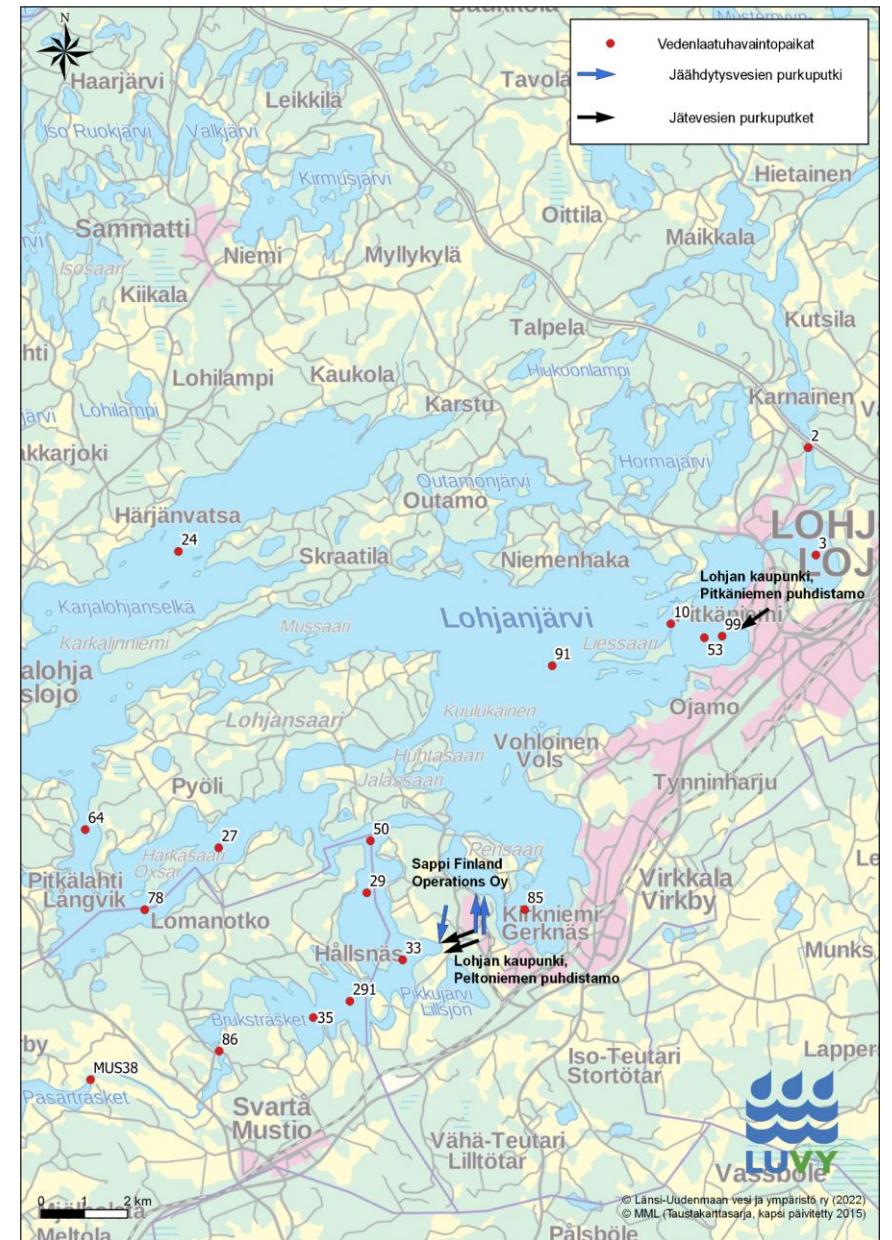 N
Vedenlaatuhavaintopaikat
Jäähdytysvesien purkuputki
Jätevesien purkuputket
Haarjärvi
Leikkilä
Iso Ruokjärvi
Valkjärvi
Kirmusjärvi
Hietainen
Sammatti
Oittila
Niemi
Myllykylä
Maikkala
Isosaari
Kiikala
Talpela
Kutsila
Lohilampi
Kaukola
Hiukoonlampi
Karnainen
Lohilampi
Karstu
2
Hormajärvi
Outamonjärvi
Härjänvatsa
Outamo
24
Skraatila
Niemenhaka
3
Lohjan kaupunki,
Pitkäniemen puhdistamo
Karjalohjanselkä
Mussaari
Lohjanjärvi
10
Pitkäniemi
99
Karkalinniemi
Liessaari
53
91
Ojamo
Lohjansaari
Kuulukainen
Vohloinen
Vols
Huhtasaari
Jalassaari
Tynninharju
Pyöli
64
27
50
Härkäsaari
Oxsar
Rensaari
Sappi Finland
Operations Oy
Pitkälahti
Långvik
78
Lomanotko
29
85
Kirkniemi
Gerknäs
Virkkala
Virkby
Hållsnäs
33
Lohjan kaupunki,
Peltoniemen puhdistamo
Munks
291
Pikkujärvi
Lillsjön
Bruksträsket
35
86
MUS38
Iso-Teutari
Stortötar
Påsarträsket
Svartå
Mustio
Vähä-Teutari
Lilltötar
LUVY
Vassböle
0 1 2 km
© Länsi-Uudenmaan vesi ja ympäristö ry (2022)
© MML (Taustakarttasarja, kapsi päivitetty 2015)
Meltola
Pålsböle